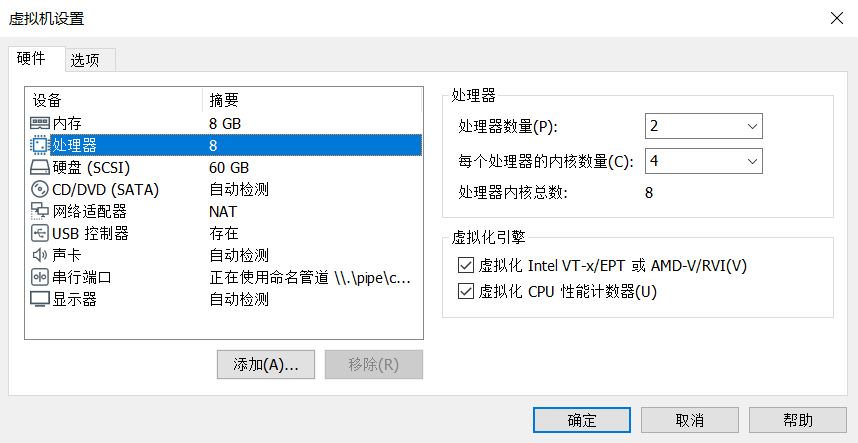 虚拟机设置
硬件 选项
设备 摘要
内存 8 GB
处理器 8
硬盘 (SCSI) 60 GB
CD/DVD (SATA) 自动检测
网络适配器 NAT
USB 控制器 存在
声卡 自动检测
串行端口 正在使用命名管道 \\.\pipe\c...
显示器 自动检测
添加(A)... 移除(R)
处理器
处理器数量(P): 2
每个处理器的内核数量(C): 4
处理器内核总数: 8
虚拟化引擎
虚拟化 Intel VT-x/EPT 或 AMD-V/RVI(V)
虚拟化 CPU 性能计数器(U)
确定 取消 帮助